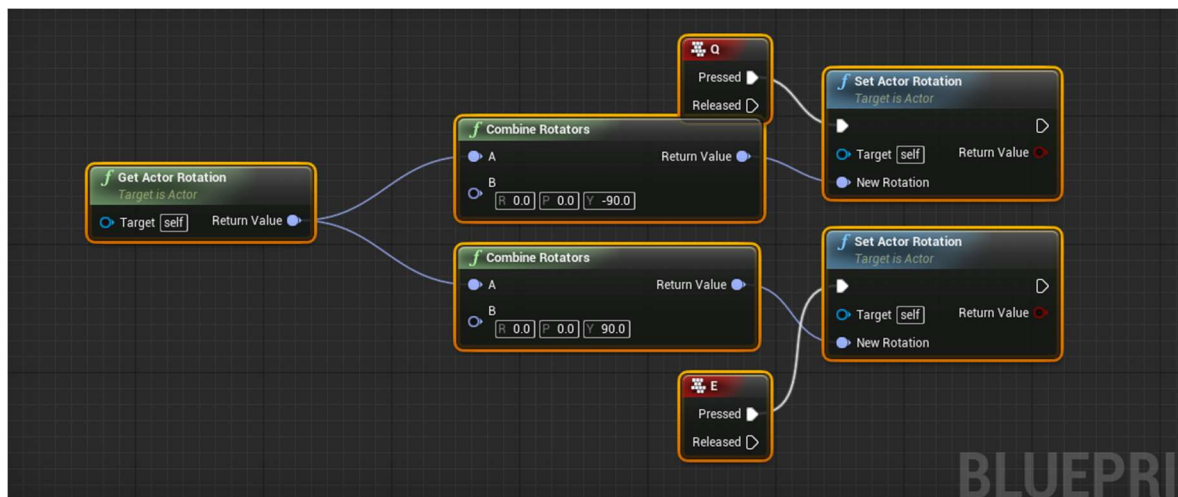 Q
Pressed
Released
f Set Actor Rotation
Target is Actor
Target self Return Value
New Rotation
f Combine Rotators
A Return Value
B
R 0.0 P 0.0 Y -90.0
f Get Actor Rotation
Target is Actor
Target self Return Value
f Combine Rotators
A Return Value
B
R 0.0 P 0.0 Y 90.0
f Set Actor Rotation
Target is Actor
Target self Return Value
New Rotation
E
Pressed
Released
BLUEPRI